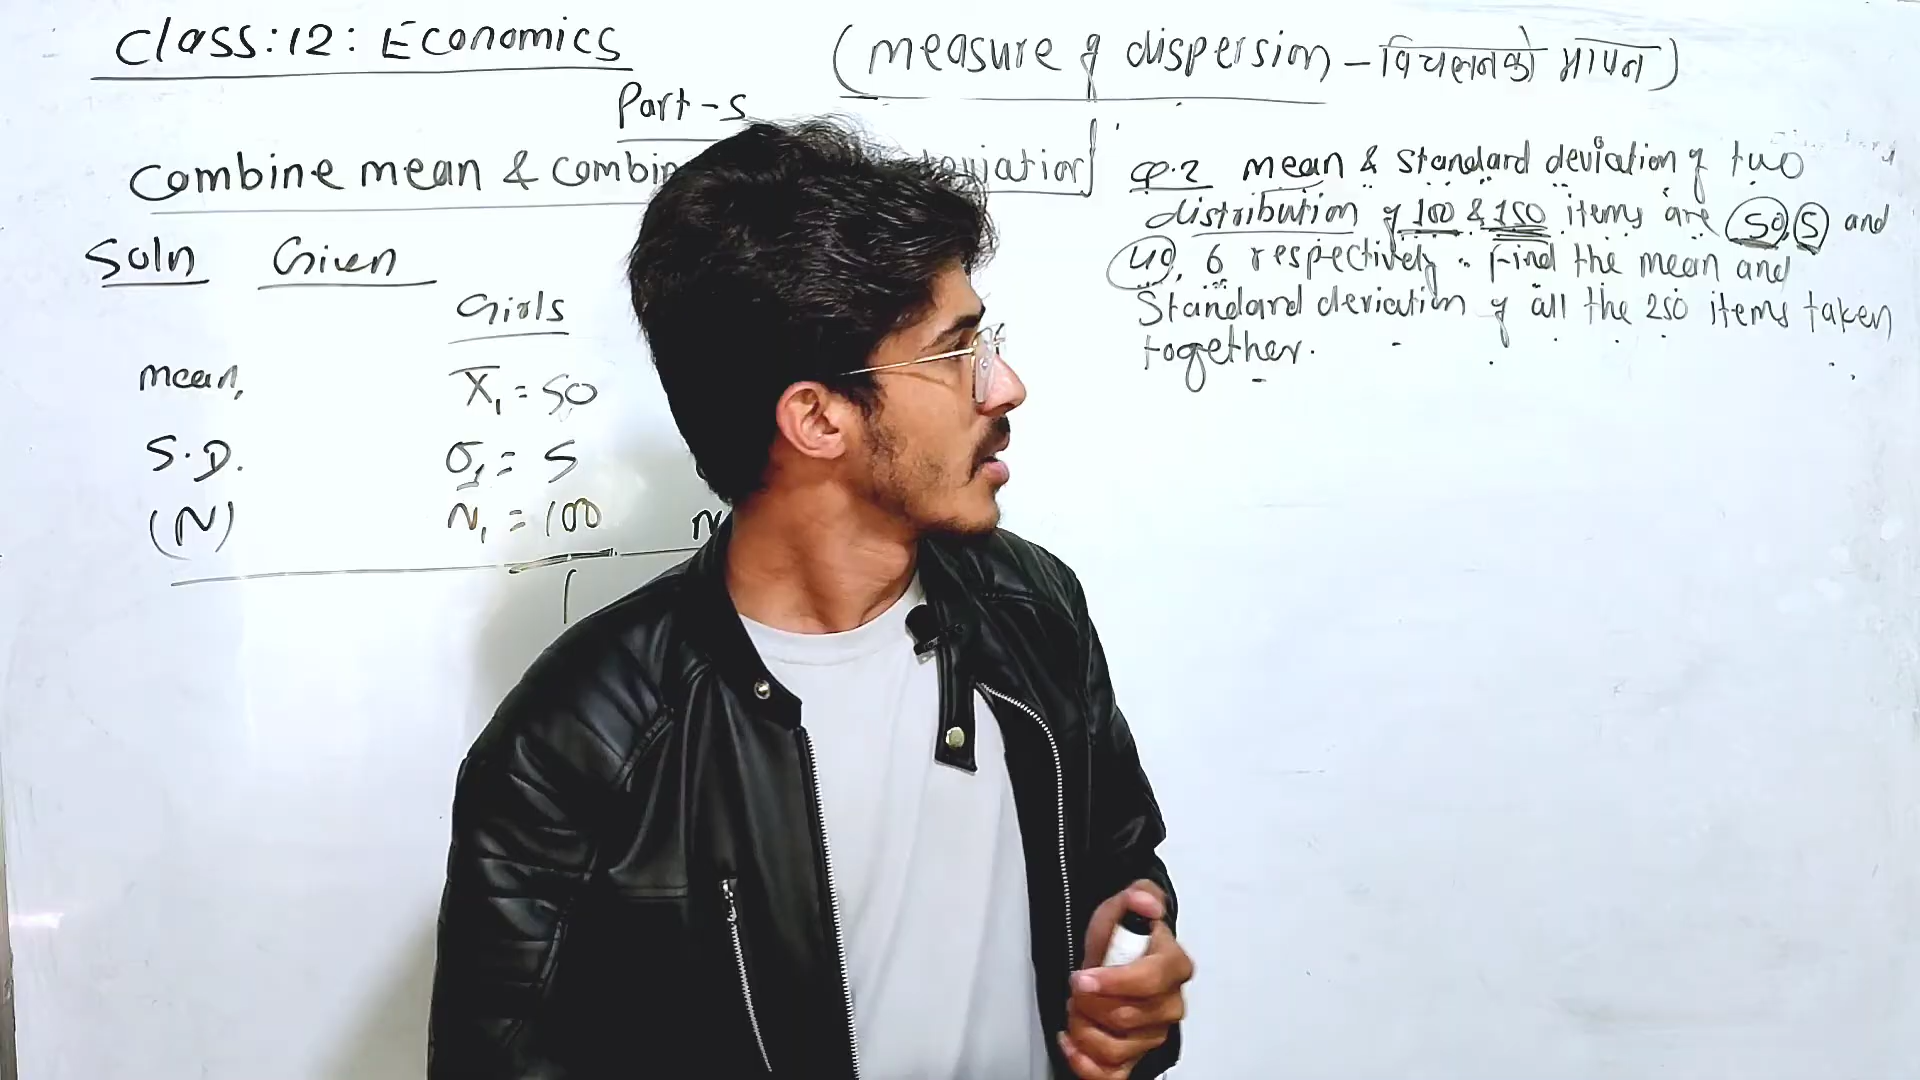 Class:12: Economics
(measure of dispersion - विचलनको मापन)
Part-5
Combine mean & combin deviation]
Soln Given
Girls
mean, X̄₁ = 50
S.D. σ₁ = 5
(N) N₁ = 100 N
Q.2 mean & standard deviation of two
distribution of 100 & 150 items are 50, 5 and
40, 6 respectively. Find the mean and
Standard deviation of all the 250 items taken
together.